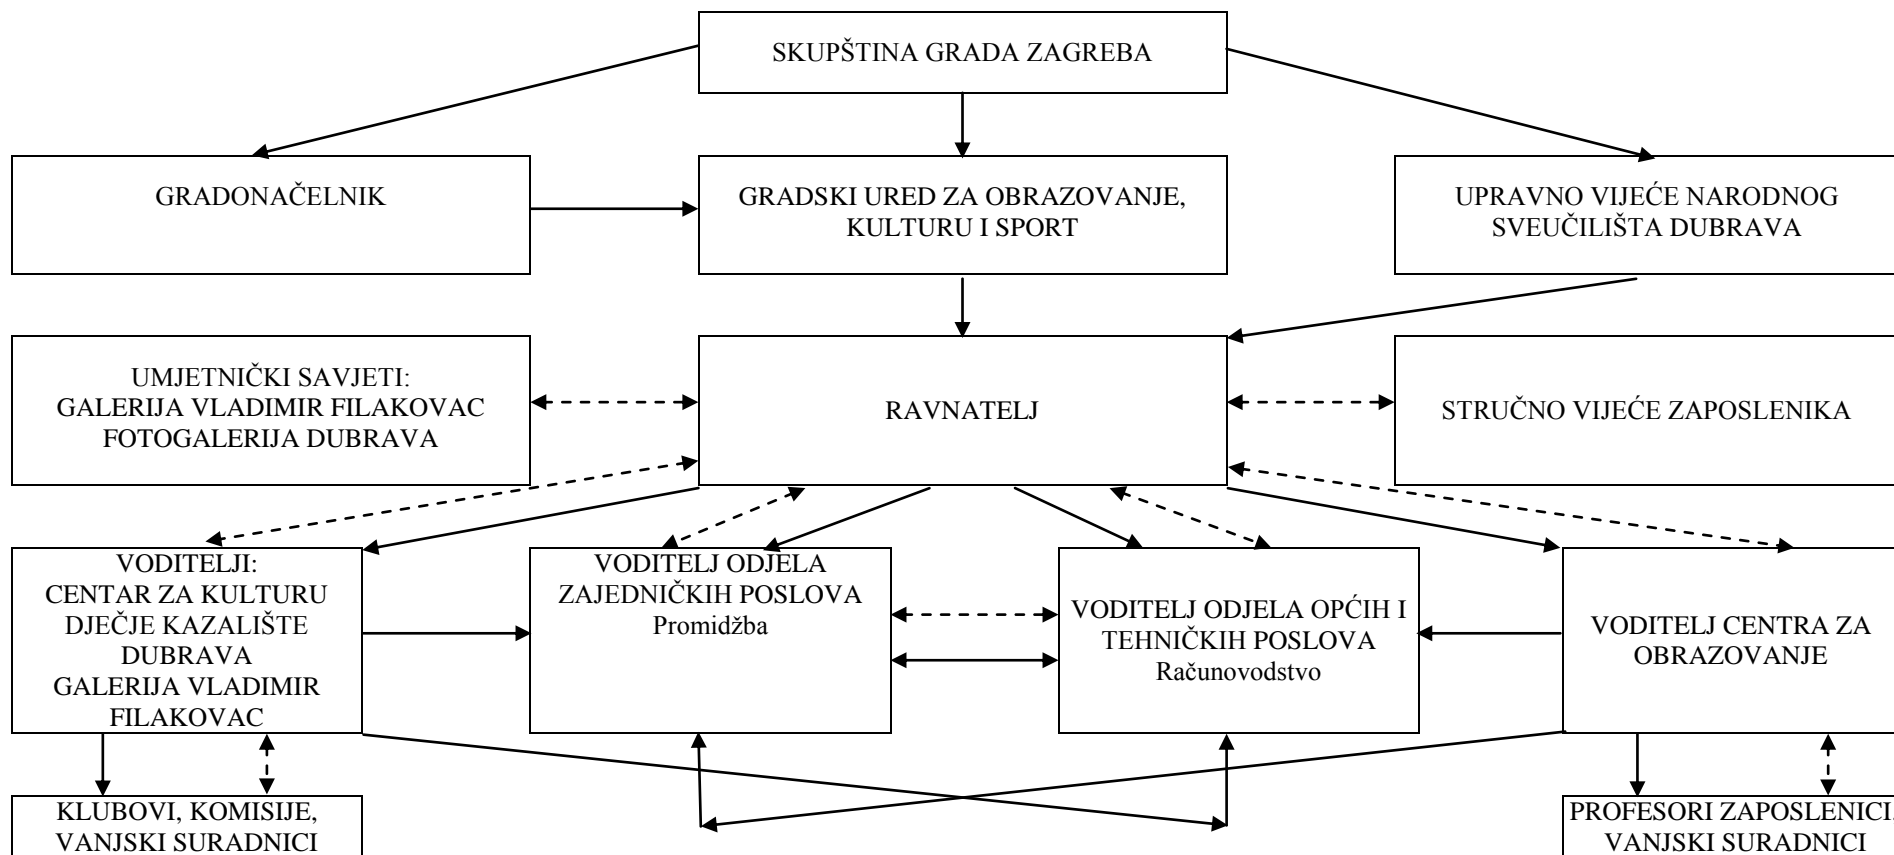 SKUPŠTINA GRADA ZAGREBA
GRADONAČELNIK
GRADSKI URED ZA OBRAZOVANJE,
KULTURU I SPORT
UPRAVNO VIJEĆE NARODNOG
SVEUČILIŠTA DUBRAVA
UMJETNIČKI SAVJETI:
GALERIJA VLADIMIR FILAKOVAC
FOTOGALERIJA DUBRAVA
RAVNATELJ
STRUČNO VIJEĆE ZAPOSLENIKA
VODITELJI:
CENTAR ZA KULTURU
DJEČJE KAZALIŠTE
DUBRAVA
GALERIJA VLADIMIR
FILAKOVAC
VODITELJ ODJELA
ZAJEDNIČKIH POSLOVA
Promidžba
VODITELJ ODJELA OPĆIH I
TEHNIČKIH POSLOVA
Računovodstvo
VODITELJ CENTRA ZA
OBRAZOVANJE
KLUBOVI, KOMISIJE,
VANJSKI SURADNICI
PROFESORI ZAPOSLENICI,
VANJSKI SURADNICI